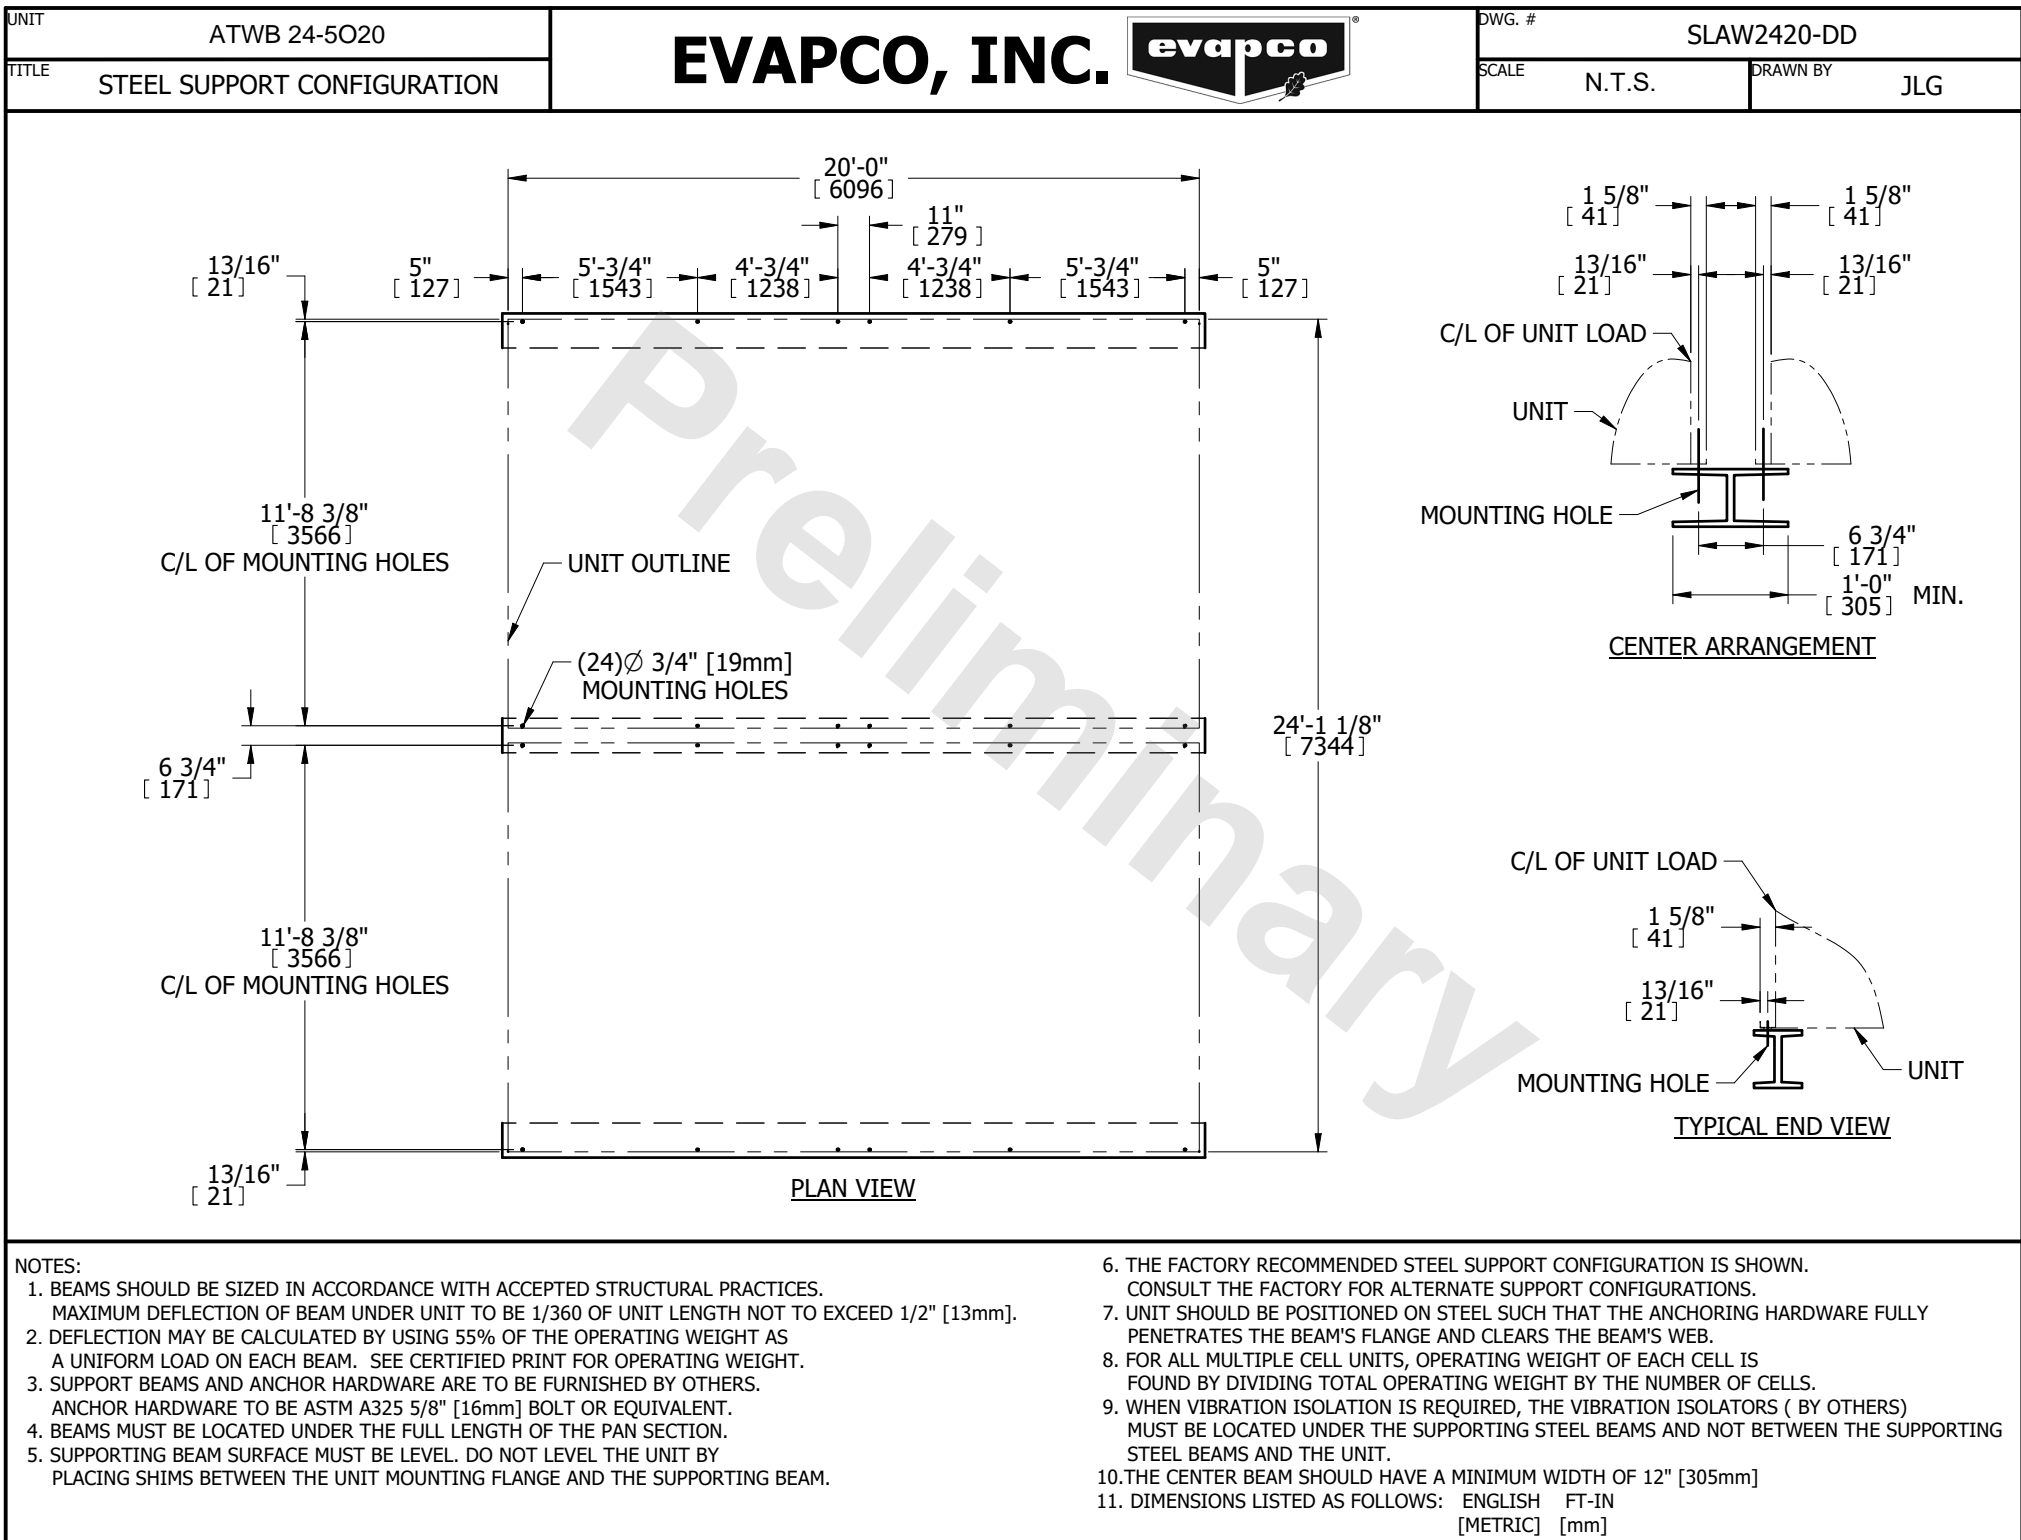 UNIT
ATWB 24-5O20
TITLE
STEEL SUPPORT CONFIGURATION
EVAPCO, INC.
evapco
®
DWG. #
SLAW2420-DD
SCALE
N.T.S.
DRAWN BY
JLG
20'-0"
[ 6096 ]
11"
[ 279 ]
13/16"
[ 21 ]
5"
[ 127 ]
5'-3/4"
[ 1543 ]
4'-3/4"
[ 1238 ]
4'-3/4"
[ 1238 ]
5'-3/4"
[ 1543 ]
5"
[ 127 ]
11'-8 3/8"
[ 3566 ]
C/L OF MOUNTING HOLES
UNIT OUTLINE
(24)Ø 3/4" [19mm]
MOUNTING HOLES
6 3/4"
[ 171 ]
24'-1 1/8"
[ 7344 ]
11'-8 3/8"
[ 3566 ]
C/L OF MOUNTING HOLES
13/16"
[ 21 ]
PLAN VIEW
Preliminary
1 5/8"
[ 41 ]
1 5/8"
[ 41 ]
13/16"
[ 21 ]
13/16"
[ 21 ]
C/L OF UNIT LOAD
UNIT
MOUNTING HOLE
6 3/4"
[ 171 ]
1'-0"
[ 305 ]
MIN.
CENTER ARRANGEMENT
C/L OF UNIT LOAD
1 5/8"
[ 41 ]
13/16"
[ 21 ]
MOUNTING HOLE
UNIT
TYPICAL END VIEW
NOTES:
1. BEAMS SHOULD BE SIZED IN ACCORDANCE WITH ACCEPTED STRUCTURAL PRACTICES.
MAXIMUM DEFLECTION OF BEAM UNDER UNIT TO BE 1/360 OF UNIT LENGTH NOT TO EXCEED 1/2" [13mm].
2. DEFLECTION MAY BE CALCULATED BY USING 55% OF THE OPERATING WEIGHT AS
A UNIFORM LOAD ON EACH BEAM. SEE CERTIFIED PRINT FOR OPERATING WEIGHT.
3. SUPPORT BEAMS AND ANCHOR HARDWARE ARE TO BE FURNISHED BY OTHERS.
ANCHOR HARDWARE TO BE ASTM A325 5/8" [16mm] BOLT OR EQUIVALENT.
4. BEAMS MUST BE LOCATED UNDER THE FULL LENGTH OF THE PAN SECTION.
5. SUPPORTING BEAM SURFACE MUST BE LEVEL. DO NOT LEVEL THE UNIT BY
PLACING SHIMS BETWEEN THE UNIT MOUNTING FLANGE AND THE SUPPORTING BEAM.
6. THE FACTORY RECOMMENDED STEEL SUPPORT CONFIGURATION IS SHOWN.
CONSULT THE FACTORY FOR ALTERNATE SUPPORT CONFIGURATIONS.
7. UNIT SHOULD BE POSITIONED ON STEEL SUCH THAT THE ANCHORING HARDWARE FULLY
PENETRATES THE BEAM'S FLANGE AND CLEARS THE BEAM'S WEB.
8. FOR ALL MULTIPLE CELL UNITS, OPERATING WEIGHT OF EACH CELL IS
FOUND BY DIVIDING TOTAL OPERATING WEIGHT BY THE NUMBER OF CELLS.
9. WHEN VIBRATION ISOLATION IS REQUIRED, THE VIBRATION ISOLATORS ( BY OTHERS)
MUST BE LOCATED UNDER THE SUPPORTING STEEL BEAMS AND NOT BETWEEN THE SUPPORTING
STEEL BEAMS AND THE UNIT.
10.THE CENTER BEAM SHOULD HAVE A MINIMUM WIDTH OF 12" [305mm]
11. DIMENSIONS LISTED AS FOLLOWS: ENGLISH FT-IN
[METRIC] [mm]